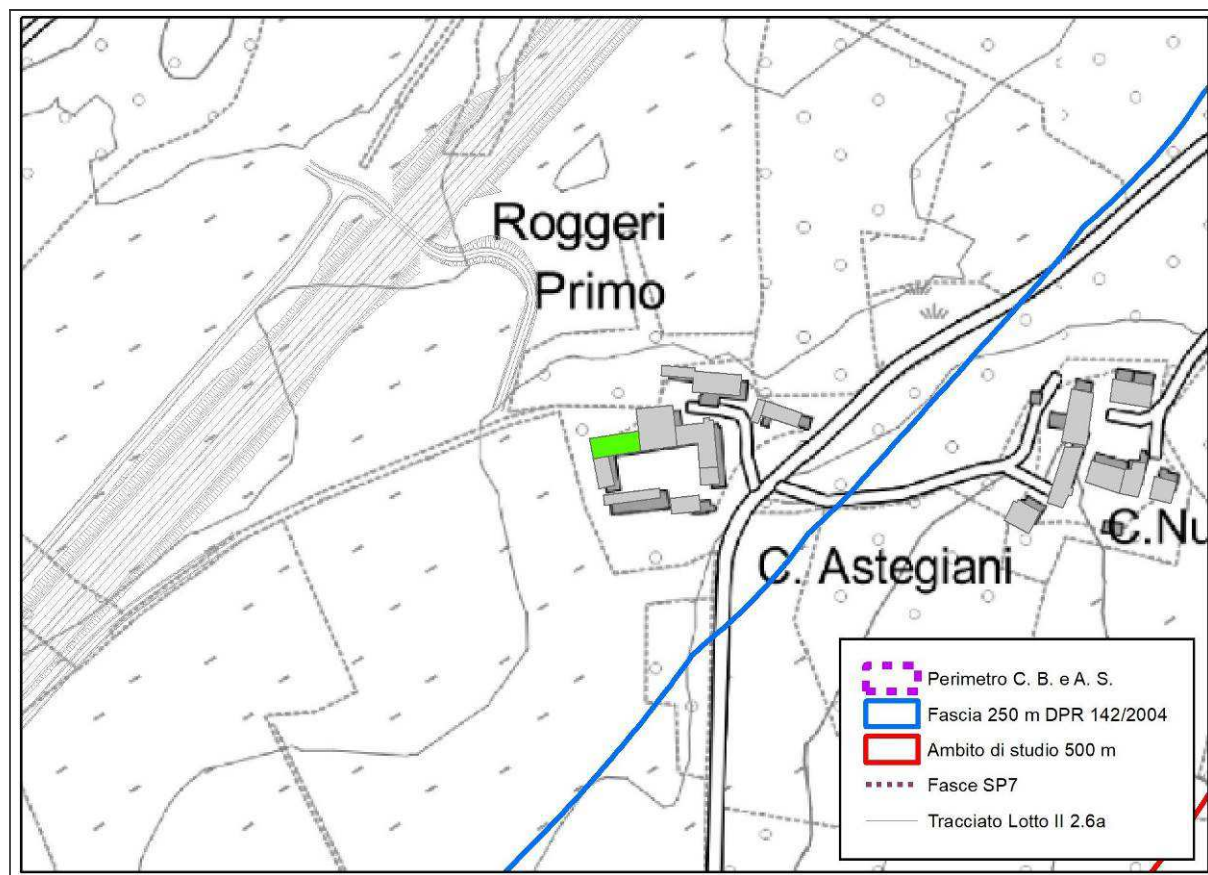 Roggeri
Primo
C. Astegiani
C.Nu
Perimetro C. B. e A. S.
Fascia 250 m DPR 142/2004
Ambito di studio 500 m
Fasce SP7
Tracciato Lotto II 2.6a